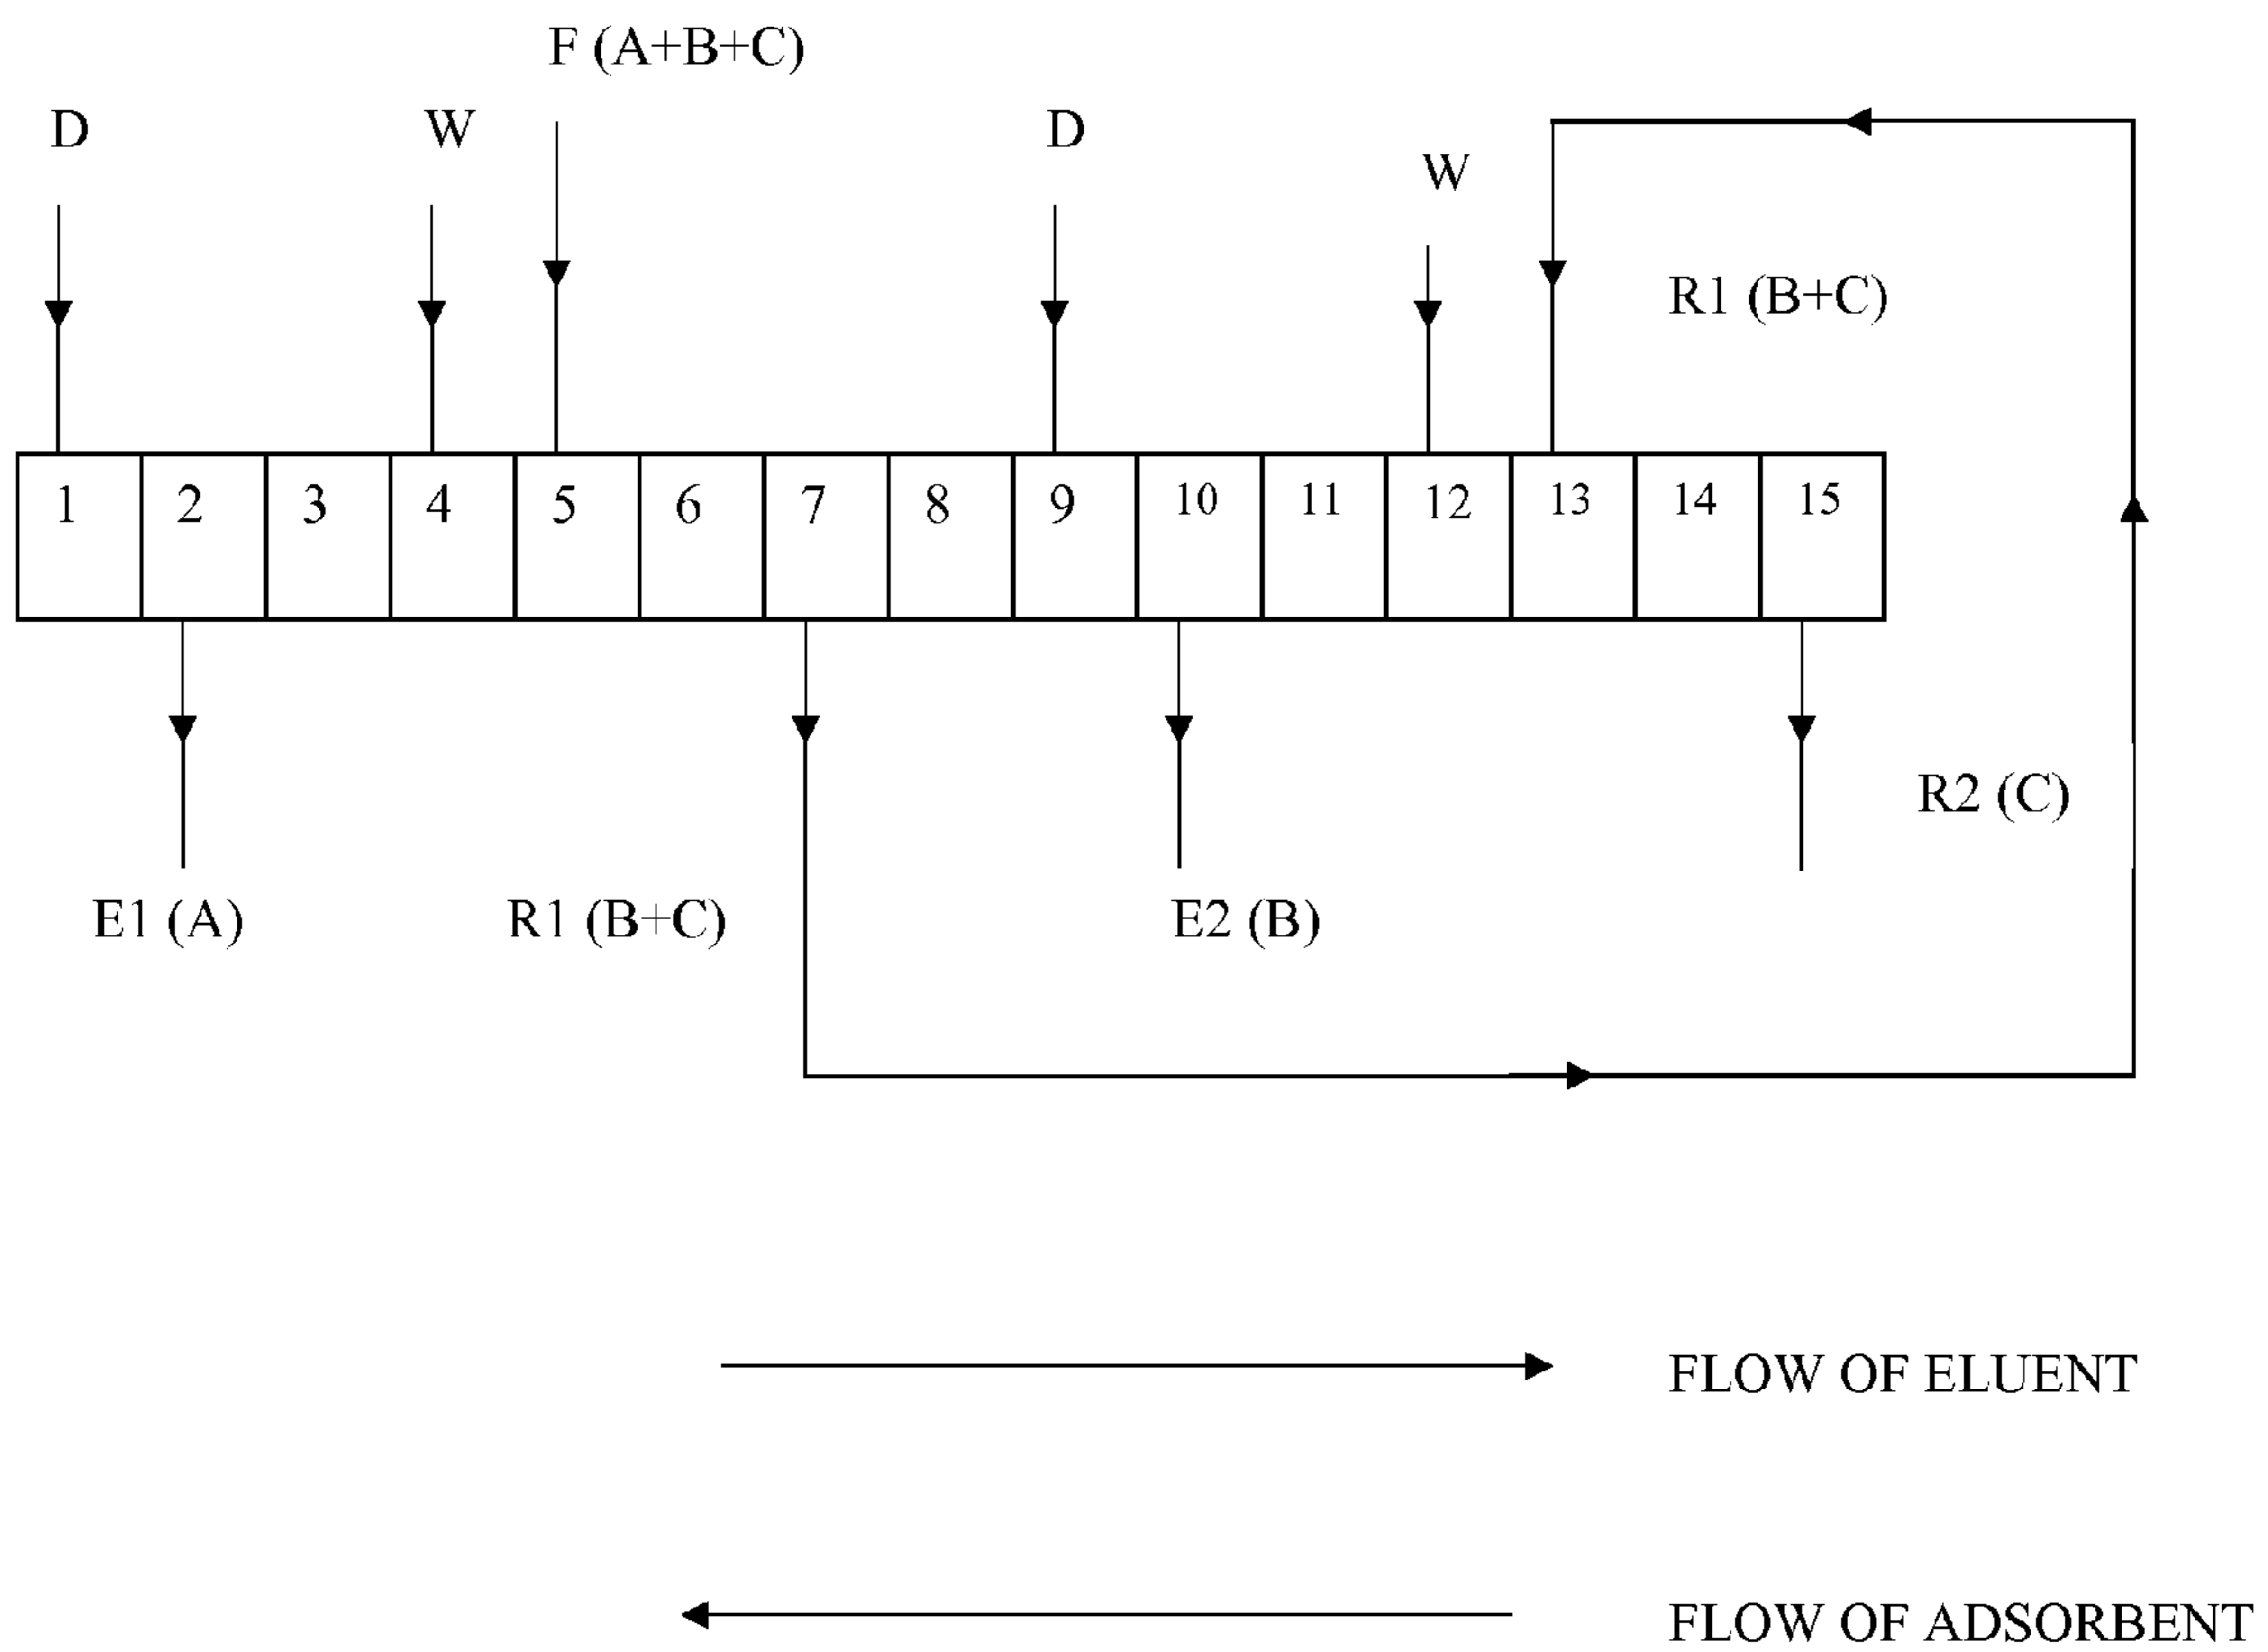 F (A+B+C)
D
W
D
W
R1 (B+C)
1 2 3 4 5 6 7 8 9 10 11 12 13 14 15
R2 (C)
E1 (A)
R1 (B+C)
E2 (B)
FLOW OF ELUENT
FLOW OF ADSORBENT